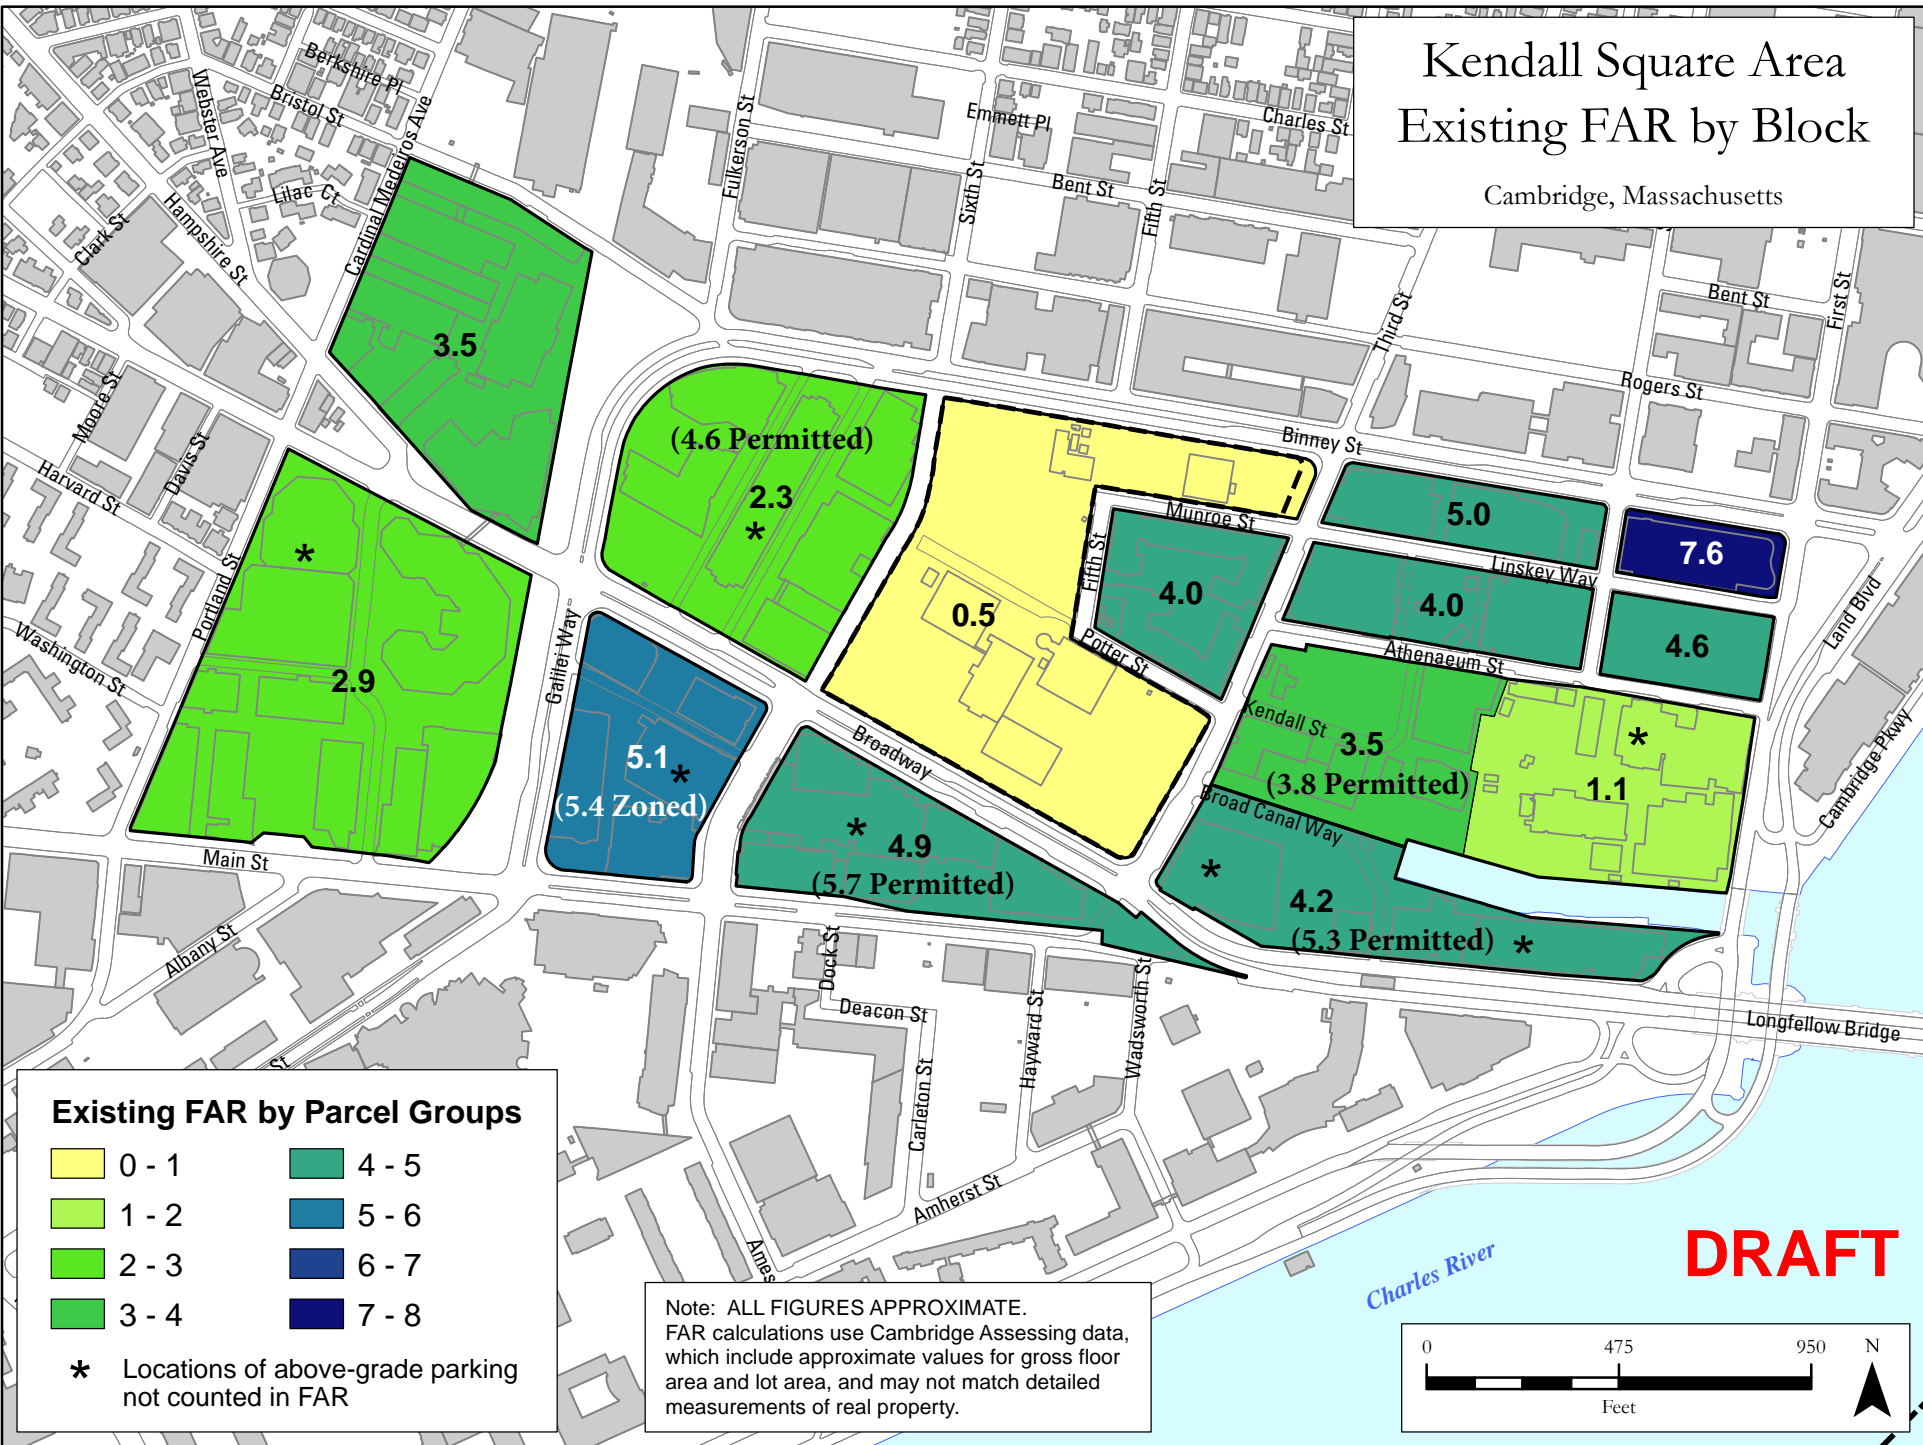 Kendall Square Area
Existing FAR by Block
Cambridge, Massachusetts
Berkshire Pl
Bristol St
Webster Ave
Cardinal Medeiros Ave
Lilac Ct
Hampshire St
Clark St
Fulkerson St
Emmett Pl
Charles St
Sixth St
Bent St
Fifth St
Third St
Bent St
First St
Rogers St
Moore St
Davis St
Harvard St
Portland St
Washington St
Binney St
Munroe St
Fifth St
Potter St
Linskey Way
Athenaeum St
Kendall St
Broad Canal Way
Land Blvd
Cambridge Pkwy
Galilei Way
Broadway
Main St
Albany St
St
Dock St
Deacon St
Carleton St
Hayward St
Wadsworth St
Amherst St
Ames
Longfellow Bridge
Charles River
3.5
(4.6 Permitted)
2.3
*
*
2.9
0.5
4.0
5.0
7.6
4.0
4.6
3.5
(3.8 Permitted)
*
1.1
5.1
*
(5.4 Zoned)
*
4.9
(5.7 Permitted)
*
4.2
(5.3 Permitted)
*
Existing FAR by Parcel Groups
0 - 1
4 - 5
1 - 2
5 - 6
2 - 3
6 - 7
3 - 4
7 - 8
* Locations of above-grade parking
not counted in FAR
Note: ALL FIGURES APPROXIMATE.
FAR calculations use Cambridge Assessing data,
which include approximate values for gross floor
area and lot area, and may not match detailed
measurements of real property.
DRAFT
0 475 950
Feet
N